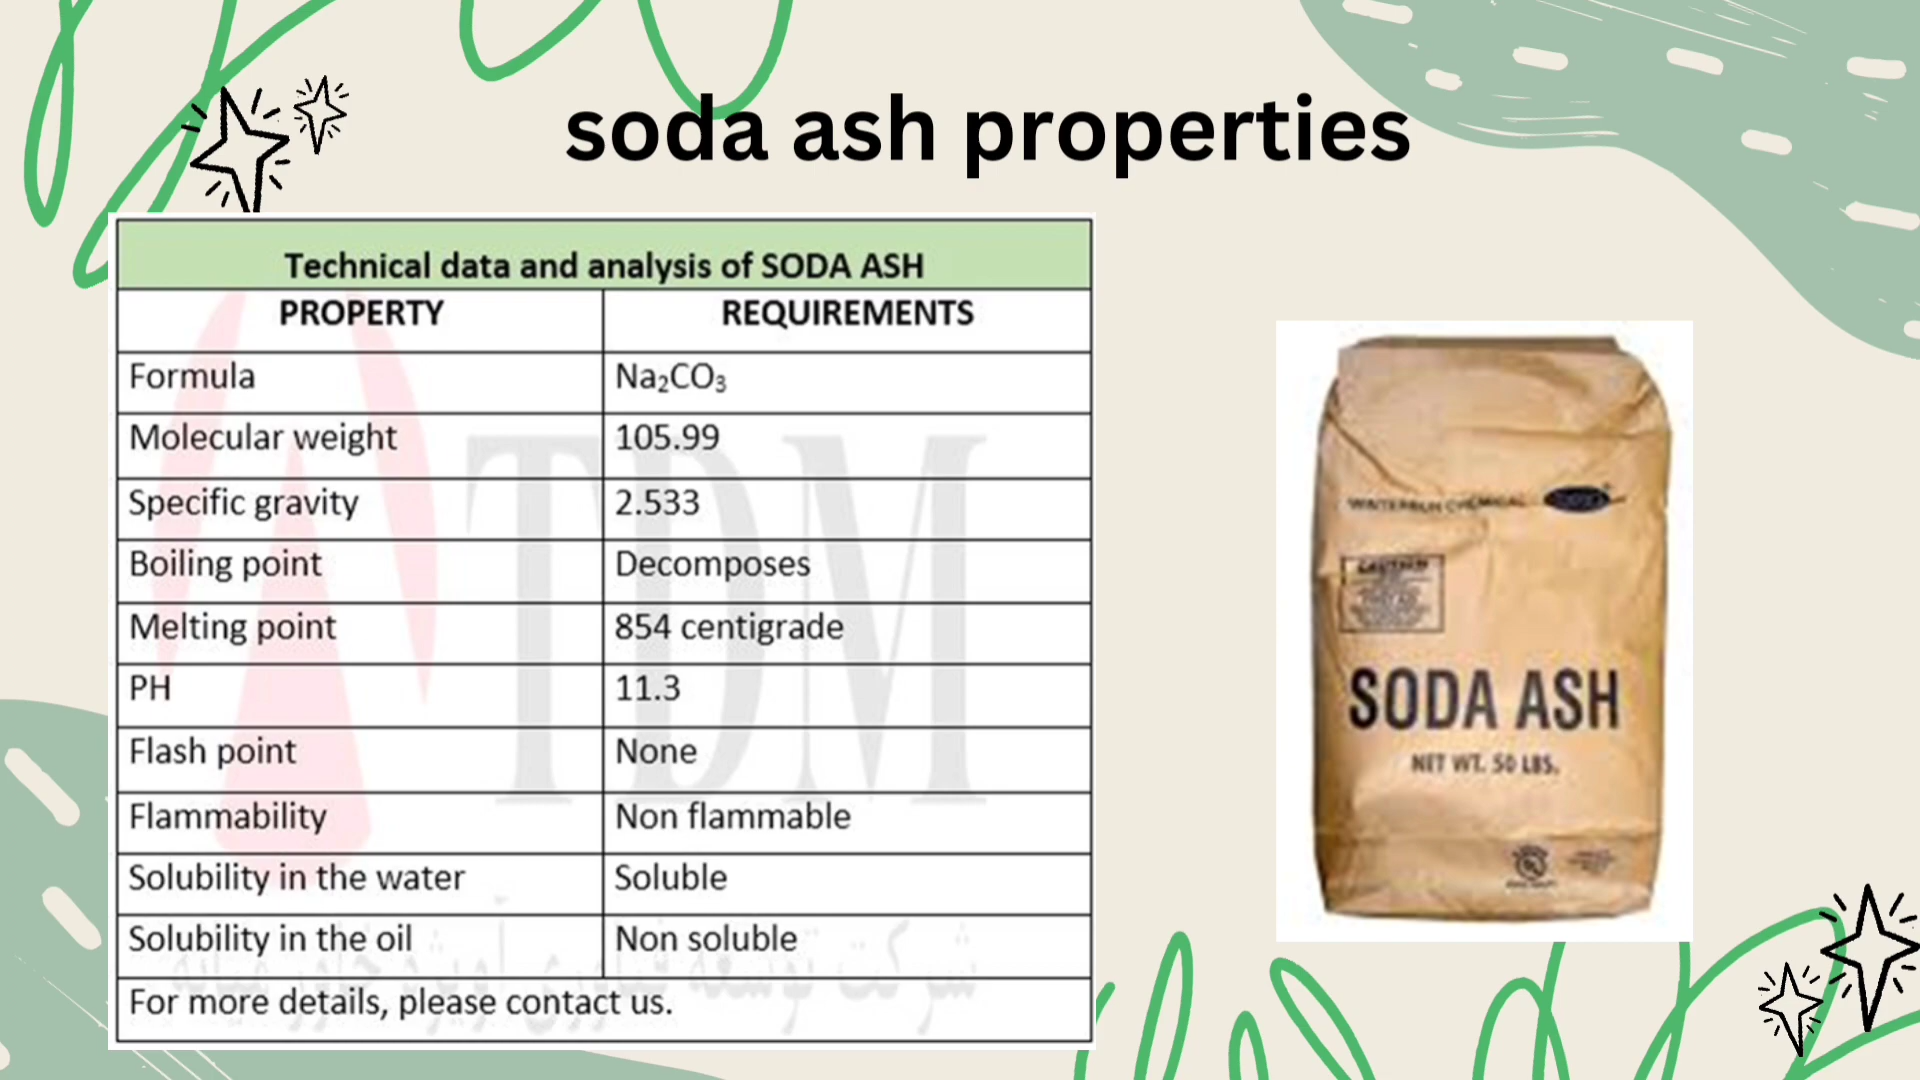 soda ash properties
Technical data and analysis of SODA ASH
PROPERTY REQUIREMENTS
Formula Na₂CO₃
Molecular weight 105.99
Specific gravity 2.533
Boiling point Decomposes
Melting point 854 centigrade
PH 11.3
Flash point None
Flammability Non flammable
Solubility in the water Soluble
Solubility in the oil Non soluble
For more details, please contact us.
TDM
CAUTION
SODA ASH
NET WT. 50 LBS.